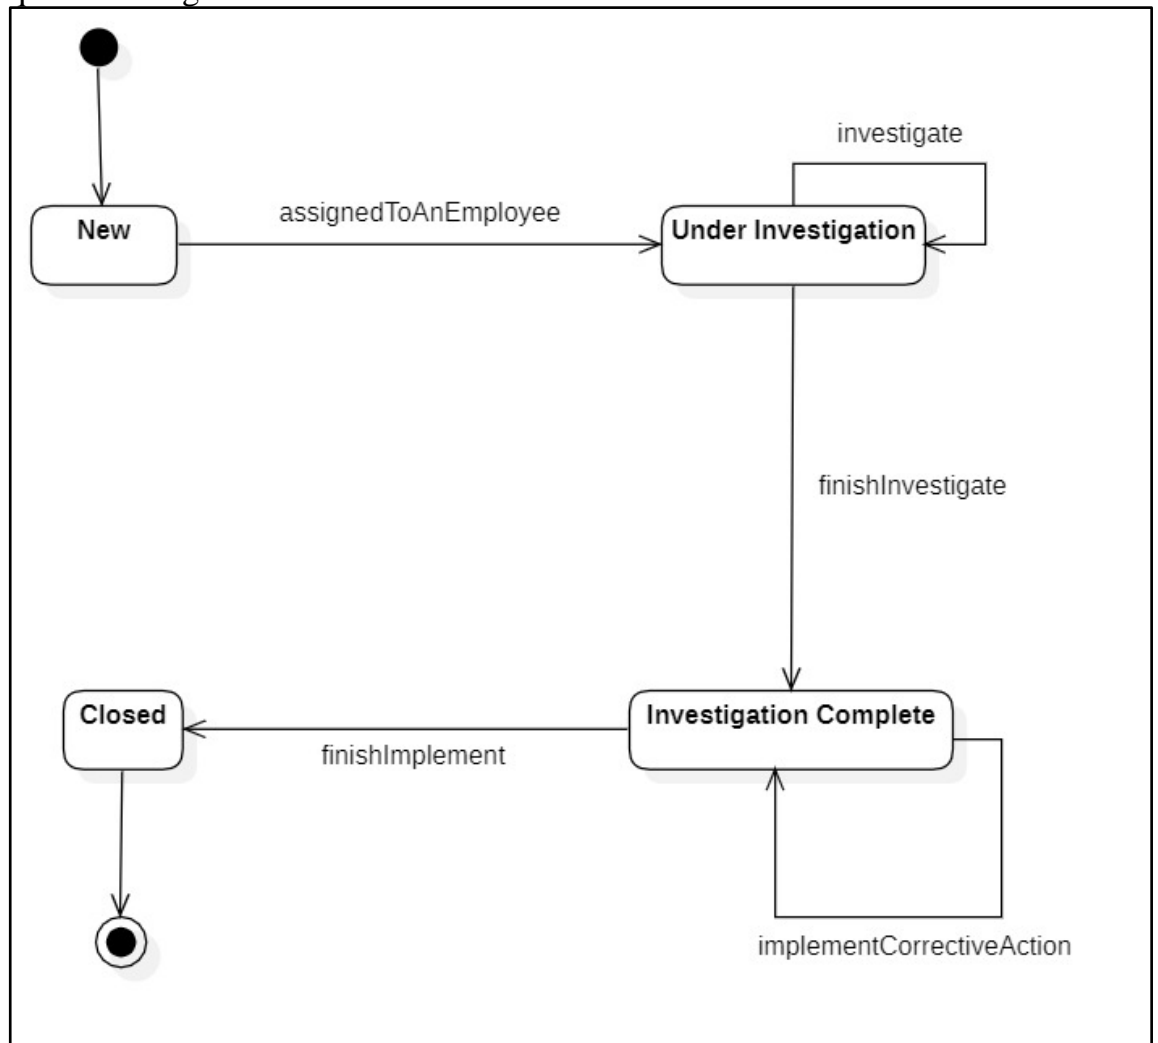 investigate
assignedToAnEmployee
New
Under Investigation
finishInvestigate
Closed
Investigation Complete
finishImplement
implementCorrectiveAction